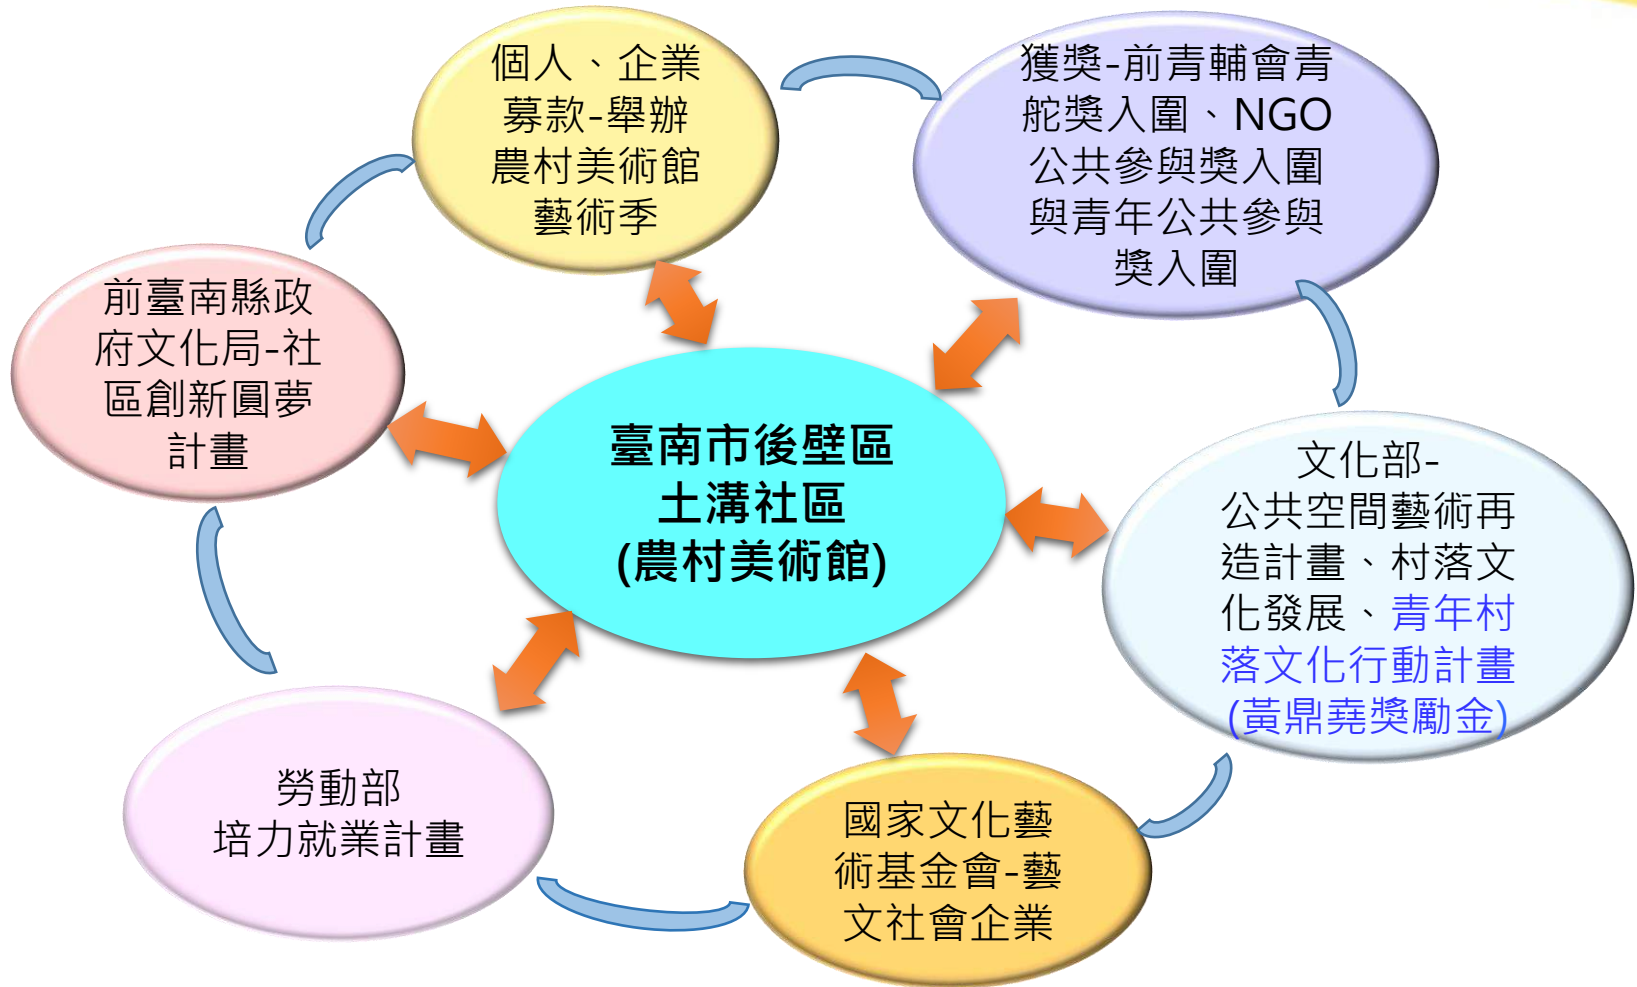 個人、企業
募款-舉辦
農村美術館
藝術季
獲獎-前青輔會青
舵獎入圍、NGO
公共參與獎入圍
與青年公共參與
獎入圍
前臺南縣政
府文化局-社
區創新圓夢
計畫
臺南市後壁區
土溝社區
(農村美術館)
文化部-
公共空間藝術再
造計畫、村落文
化發展、青年村
落文化行動計畫
(黃鼎堯獎勵金)
勞動部
培力就業計畫
國家文化藝
術基金會-藝
文社會企業